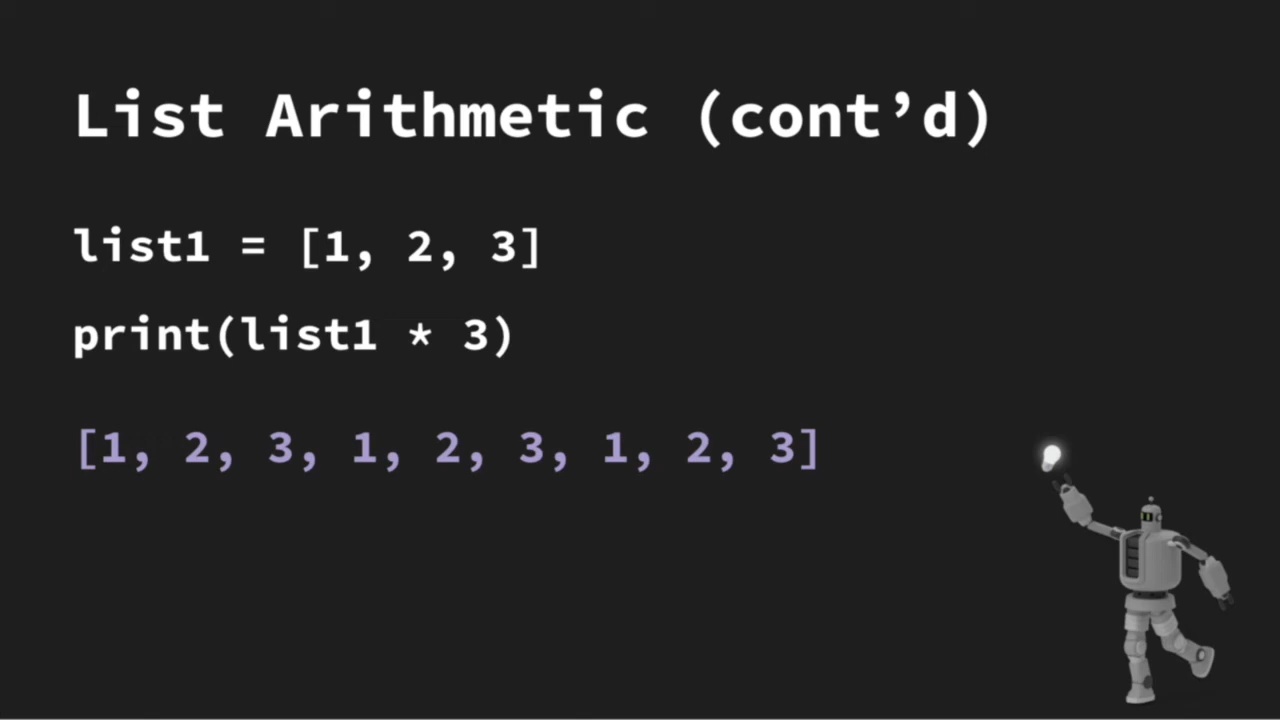 List Arithmetic (cont’d)
list1 = [1, 2, 3]
print(list1 * 3)
[1, 2, 3, 1, 2, 3, 1, 2, 3]